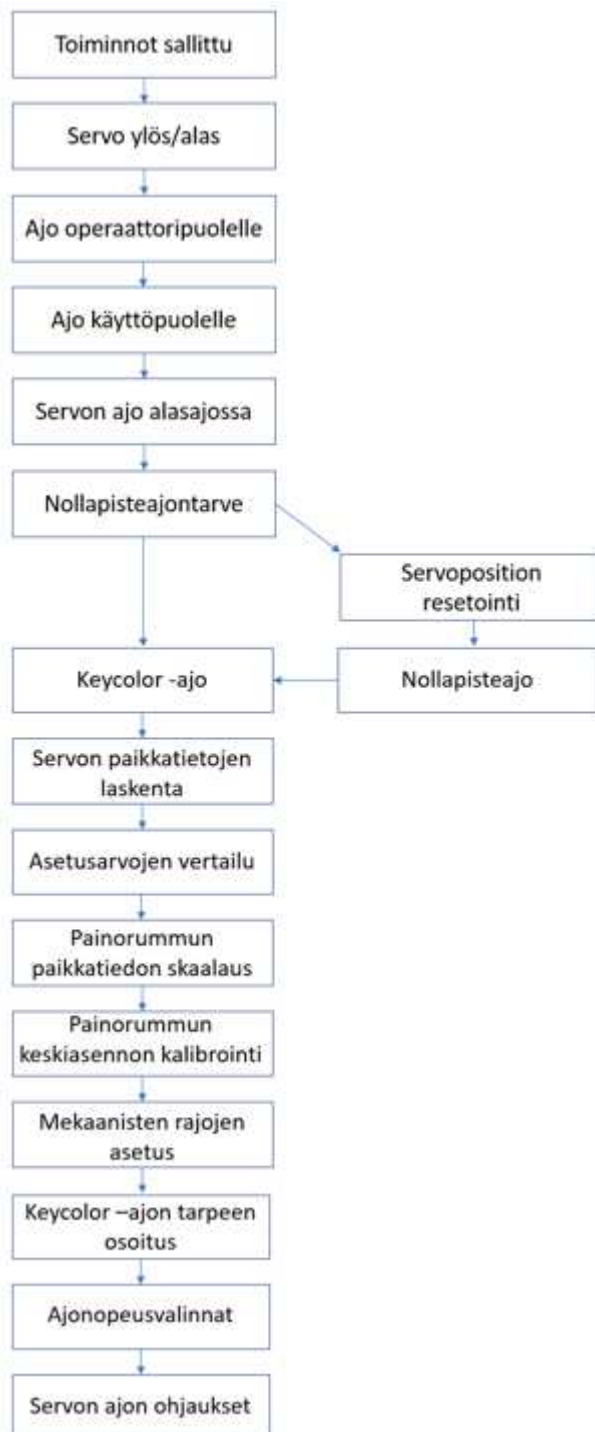 Toiminnot sallittu
Servo ylös/alas
Ajo operaattoripuolelle
Ajo käyttöpuolelle
Servon ajo alasajossa
Nollapisteajontarve
Servoposition
resetointi
Keycolor -ajo
Nollapisteajo
Servon paikkatietojen
laskenta
Asetusarvojen vertailu
Painorummun
paikkatiedon skaalaus
Painorummun
keskiasennon kalibrointi
Mekaanisten rajojen
asetus
Keycolor –ajon tarpeen
osoitus
Ajonopeusvalinnat
Servon ajon ohjaukset